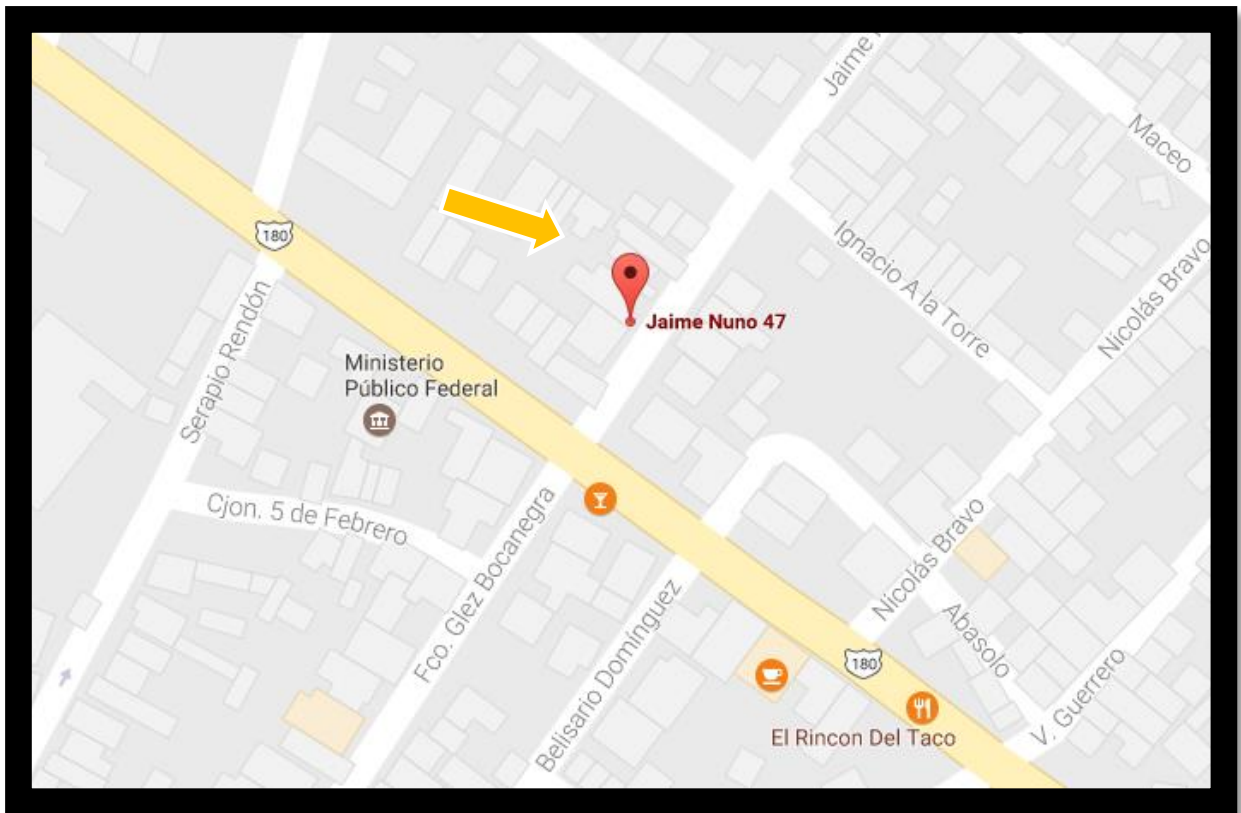 Jaime
Maceo
180
Ignacio A la Torre
Nicolás Bravo
Serapio Rendón
Jaime Nuno 47
Ministerio
Público Federal
Cjon. 5 de Febrero
Fco. Glez Bocanegra
Nicolás Bravo
Belisario Domínguez
Abasolo
180
V. Guerrero
El Rincon Del Taco